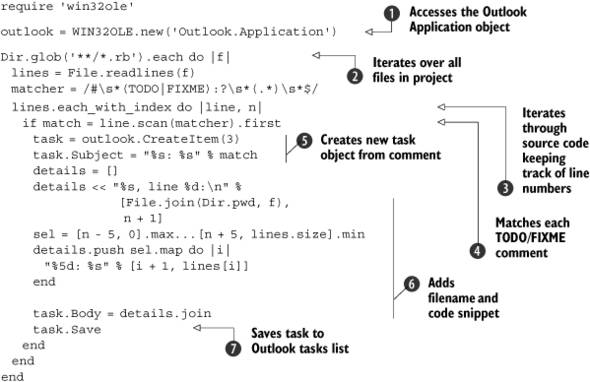 require 'win32ole'
outlook = WIN32OLE.new('Outlook.Application')
1 Accesses the Outlook
Application object
Dir.glob('**/*.rb').each do |f|
2 Iterates over all
files in project
lines = File.readlines(f)
matcher = /#\s*(TODO|FIXME):?\s*(.*)\s*$/
lines.each_with_index do |line, n|
3 Iterates
through
source code
keeping
track of line
numbers
if match = line.scan(matcher).first
4 Matches each
TODO/FIXME
comment
task = outlook.CreateItem(3)
task.Subject = "%s: %s" % match
5 Creates new task
object from comment
details = []
details << "%s, line %d:\n" %
[File.join(Dir.pwd, f),
n + 1]
sel = [n - 5, 0].max...[n + 5, lines.size].min
details.push sel.map do |i|
"%5d: %s" % [i + 1, lines[i]]
end
6 Adds
filename and
code snippet
task.Body = details.join
task.Save
7 Saves task to
Outlook tasks list
end
end
end